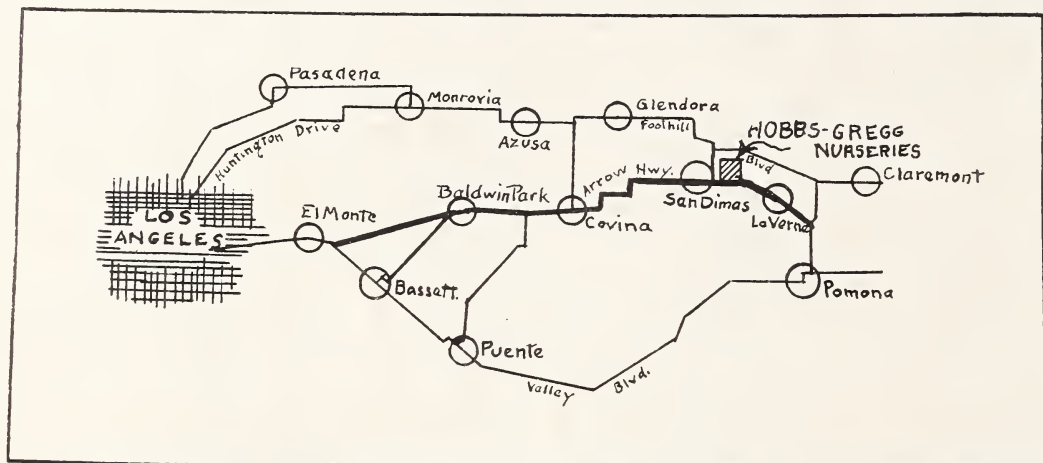 Pasadena
Monrovia
Huntington Drive
Azusa
Glendora
Foothill
Blvd
HOBBS-GREGG
NURSERIES
Claremont
Arrow Hwy.
San Dimas
La Verne
Baldwin Park
Covina
El Monte
LOS
ANGELES
Bassatt.
Pomona
Puente
Valley Blvd.